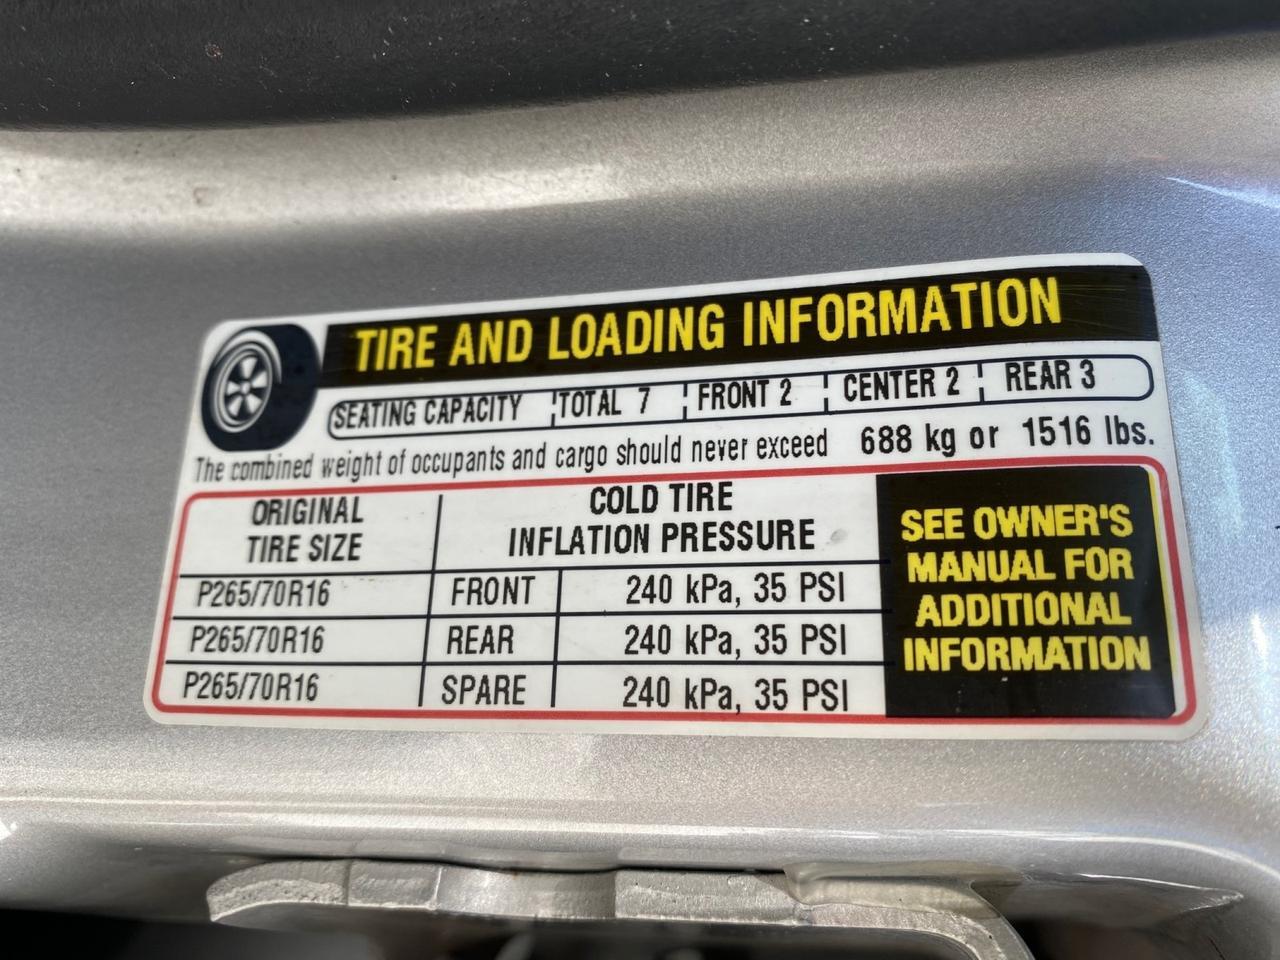 TIRE AND LOADING INFORMATION
SEATING CAPACITY TOTAL 7 FRONT 2 CENTER 2 REAR 3
The combined weight of occupants and cargo should never exceed 688 kg or 1516 lbs.
ORIGINAL
TIRE SIZE
COLD TIRE
INFLATION PRESSURE
P265/70R16 FRONT 240 kPa, 35 PSI
P265/70R16 REAR 240 kPa, 35 PSI
P265/70R16 SPARE 240 kPa, 35 PSI
SEE OWNER'S
MANUAL FOR
ADDITIONAL
INFORMATION